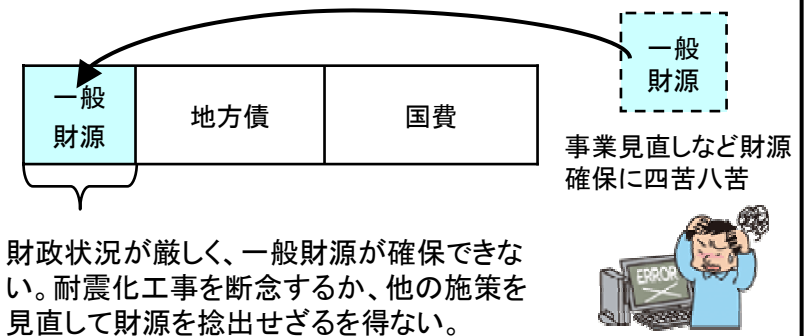 一般
財源
一般
財源
地方債
国費
事業見直しなど財源
確保に四苦八苦
財政状況が厳しく、一般財源が確保できな
い。耐震化工事を断念するか、他の施策を
見直して財源を捻出せざるを得ない。
ERROR